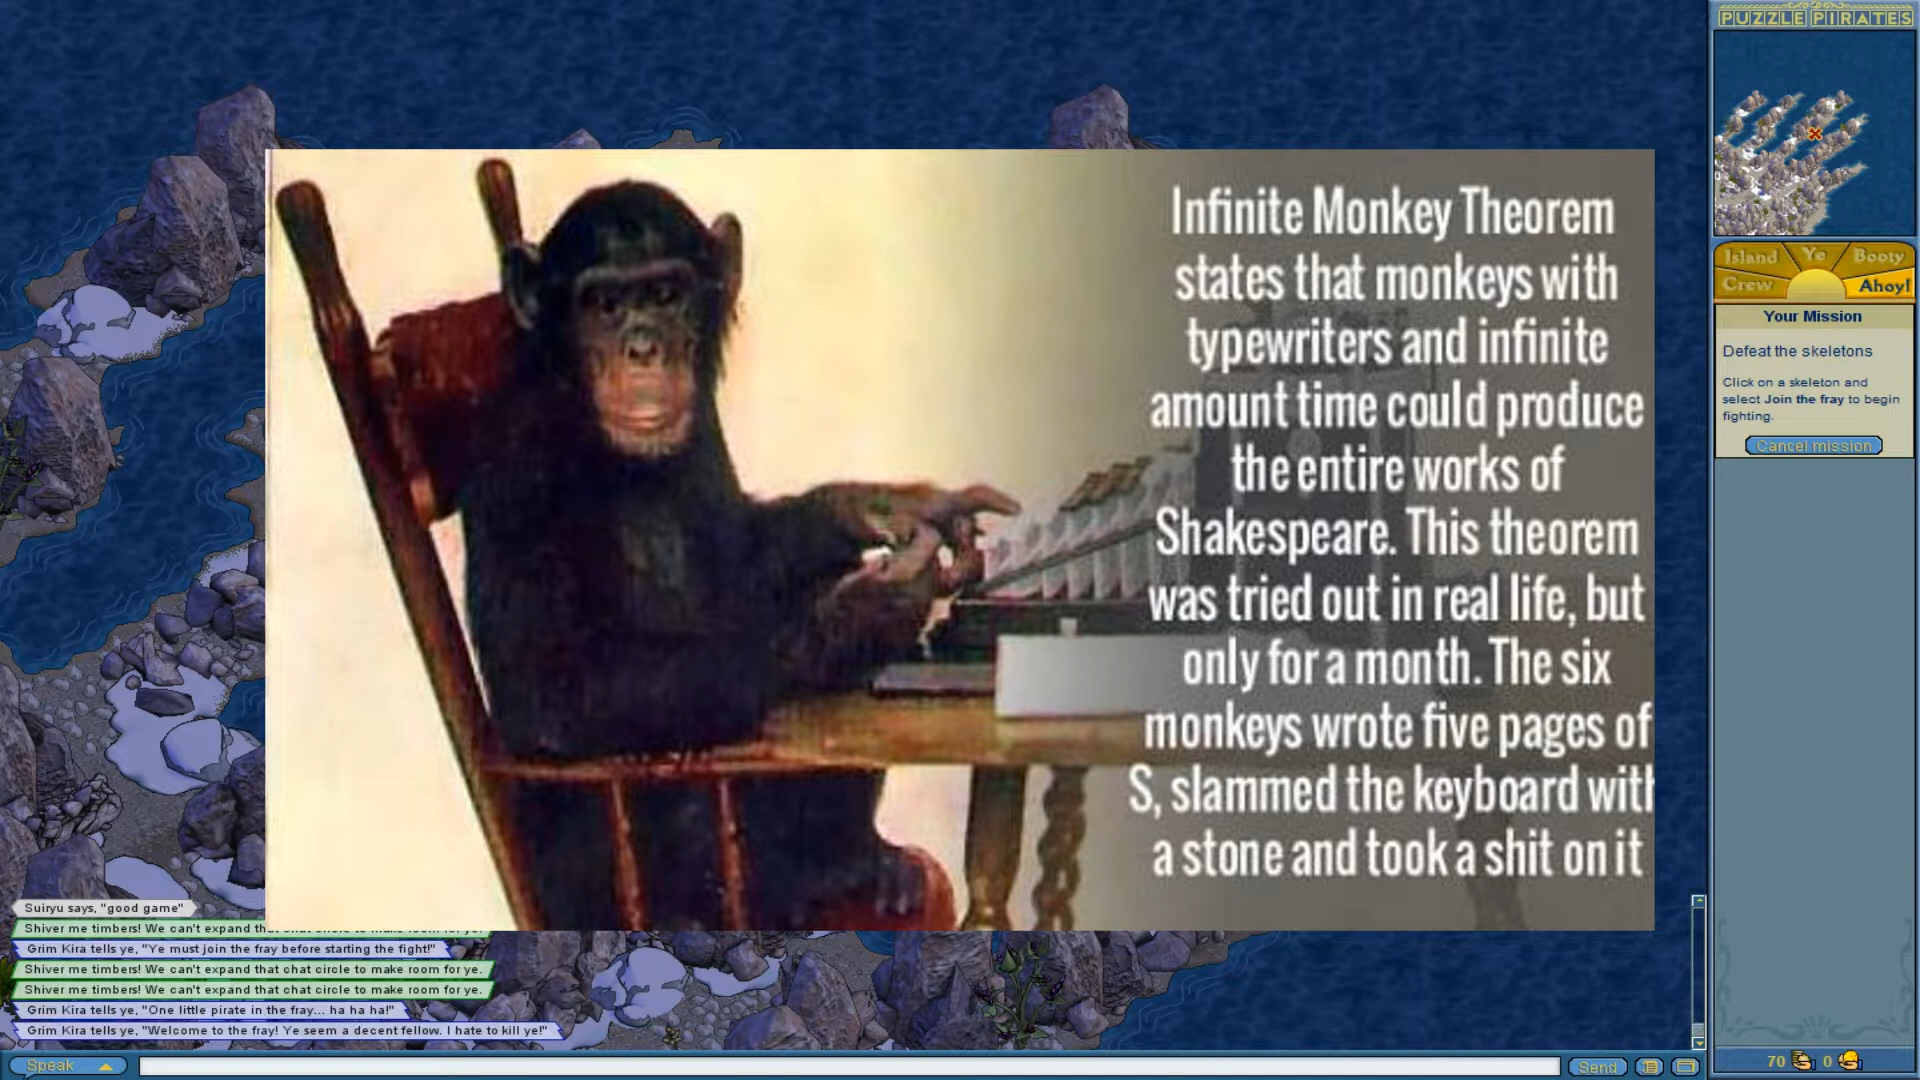 PUZZLE PIRATES
Island
Ye
Booty
Crew
Ahoy!
Your Mission
Defeat the skeletons
Click on a skeleton and
select Join the fray to begin
fighting.
Cancel mission
Infinite Monkey Theorem
states that monkeys with
typewriters and infinite
amount time could produce
the entire works of
Shakespeare. This theorem
was tried out in real life, but
only for a month. The six
monkeys wrote five pages of
S, slammed the keyboard with
a stone and took a shit on it
Suiryu says, "good game"
Shiver me timbers! We can't expand that chat circle to make room for ye.
Grim Kira tells ye, "Ye must join the fray before starting the fight!"
Shiver me timbers! We can't expand that chat circle to make room for ye.
Shiver me timbers! We can't expand that chat circle to make room for ye.
Grim Kira tells ye, "One little pirate in the fray... ha ha ha!"
Grim Kira tells ye, "Welcome to the fray! Ye seem a decent fellow. I hate to kill ye!"
Speak
Send
70
0